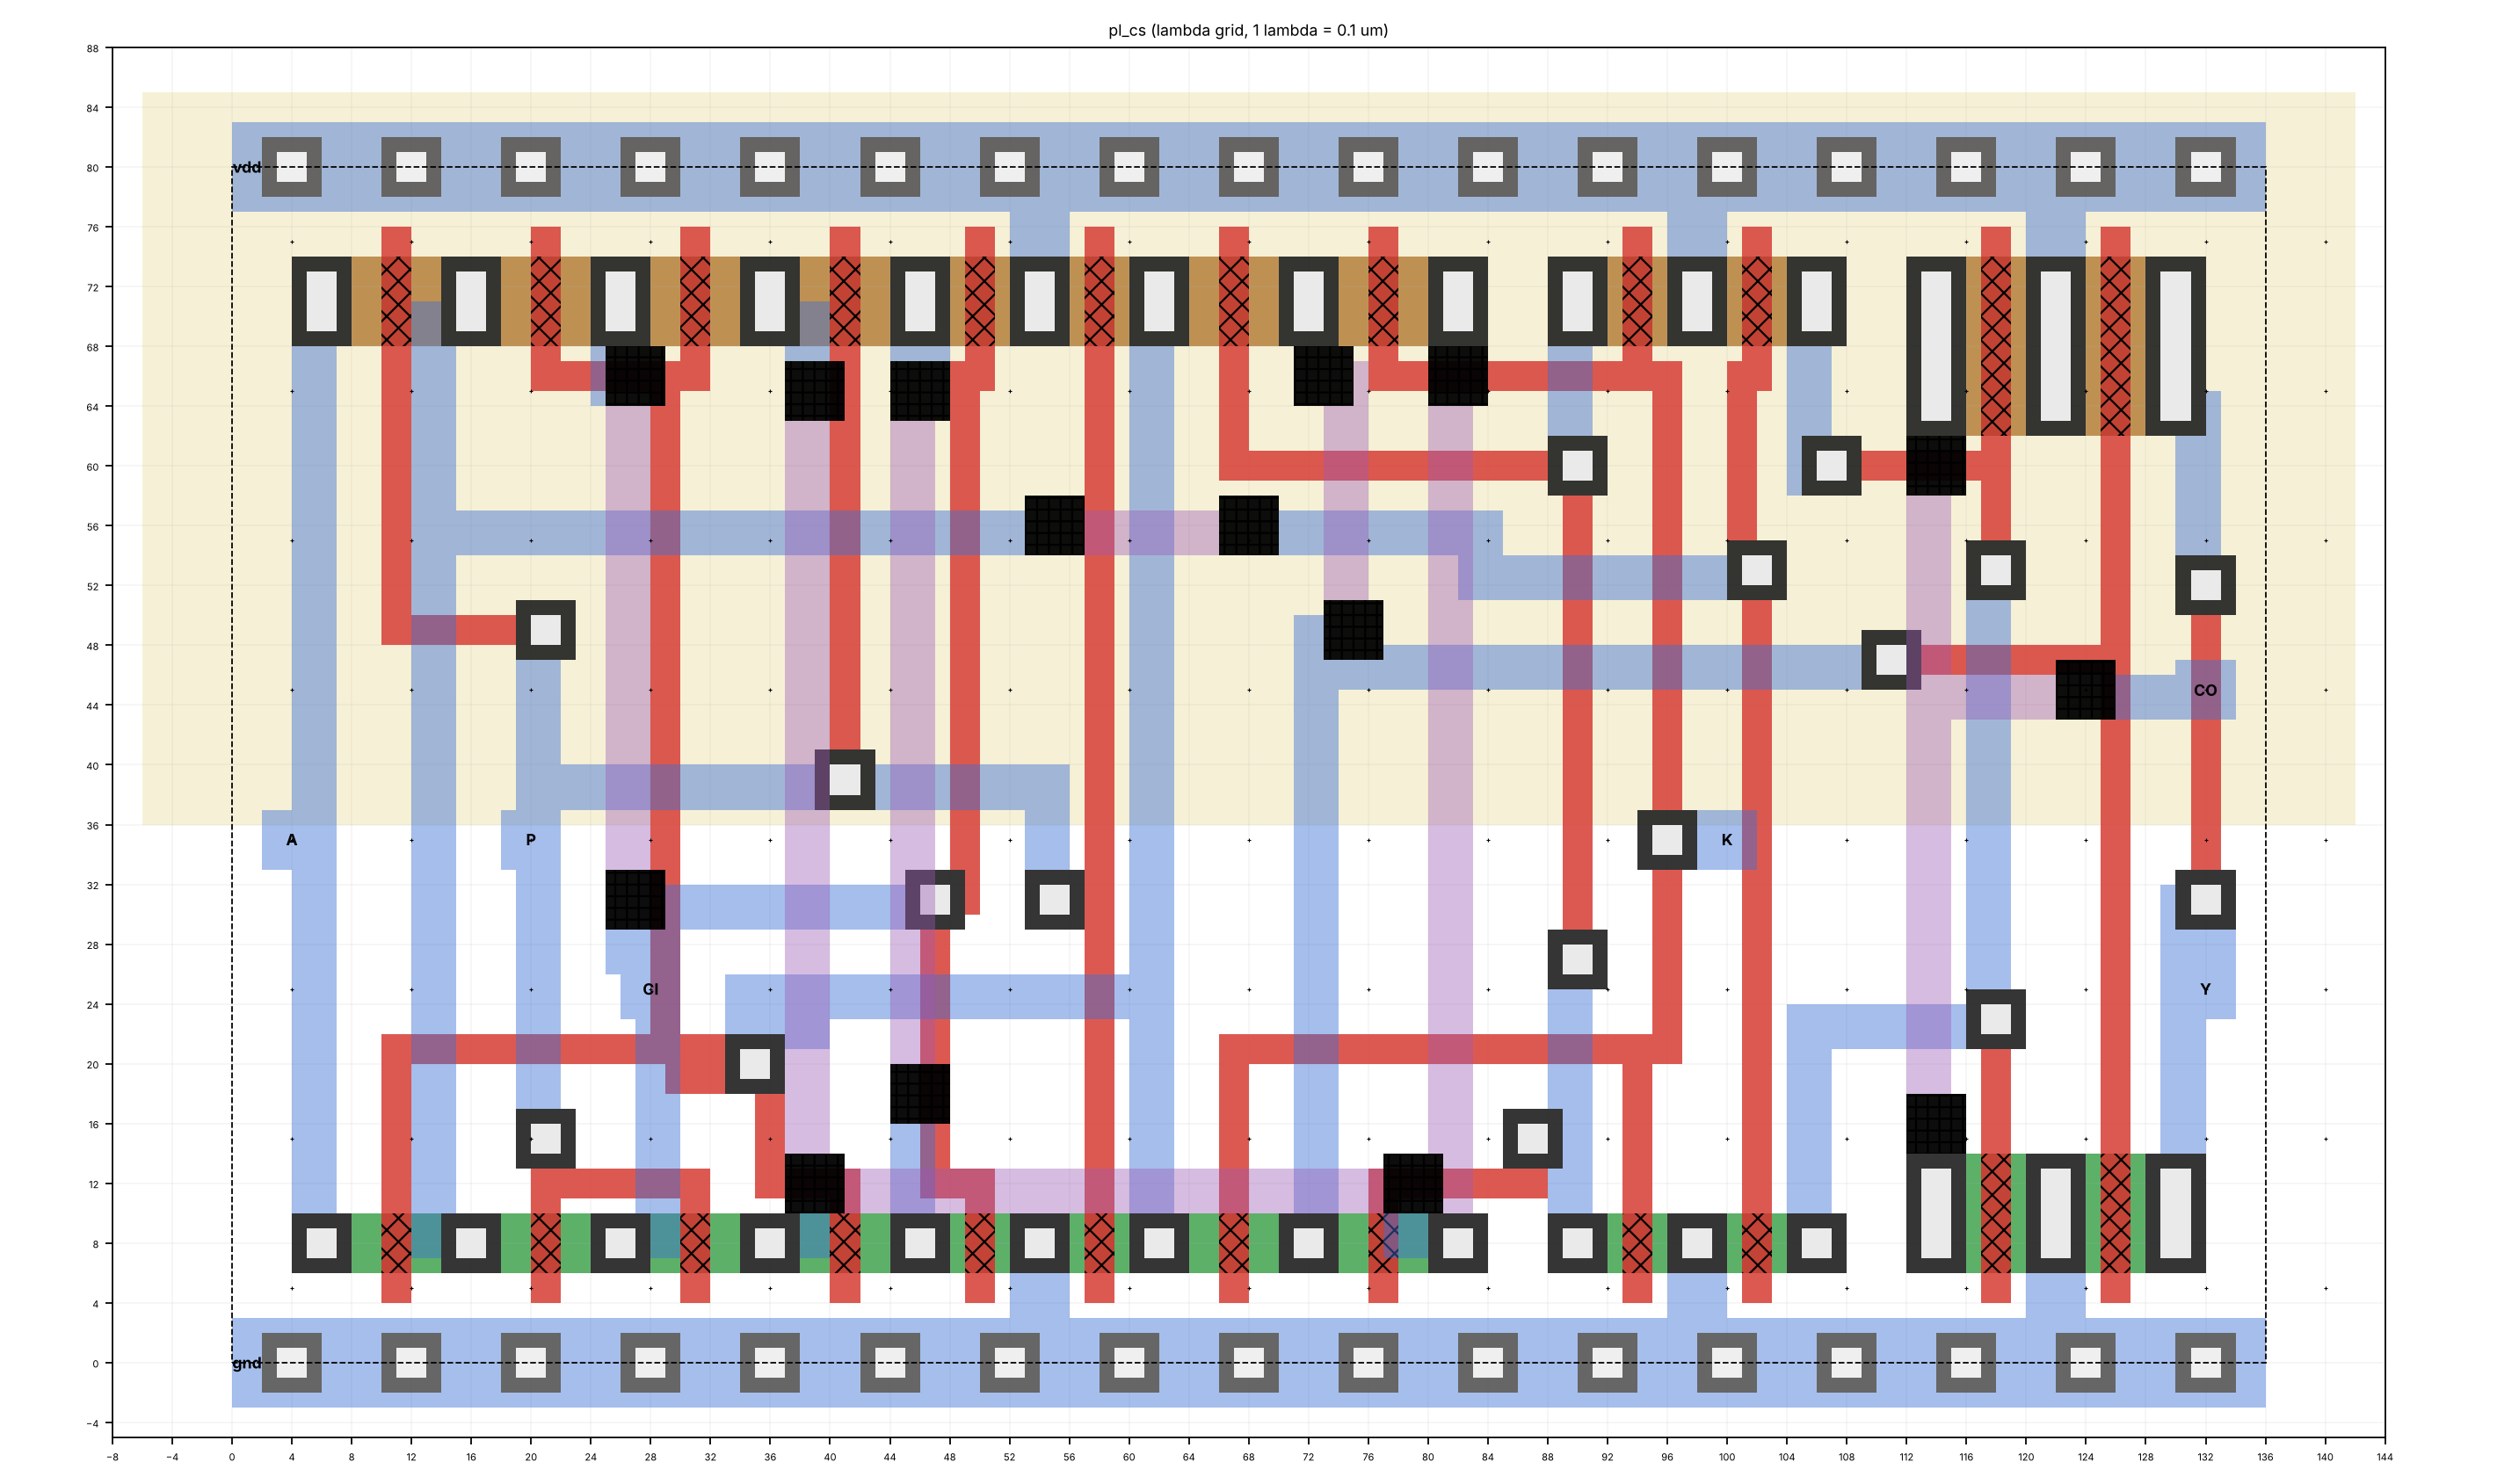 pl_cs (lambda grid, 1 lambda = 0.1 um)
88
84
80
76
72
68
64
60
56
52
48
44
40
36
32
28
24
20
16
12
8
4
0
−4
vdd
CO
A
P
K
GI
Y
gnd
−8 −4 0 4 8 12 16 20 24 28 32 36 40 44 48 52 56 60 64 68 72 76 80 84 88 92 96 100 104 108 112 116 120 124 128 132 136 140 144